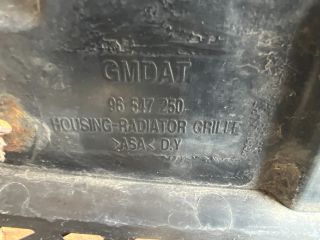 GMDAT
96 547 250
HOUSING-RADIATOR GRILLE
>ASA< D.Y